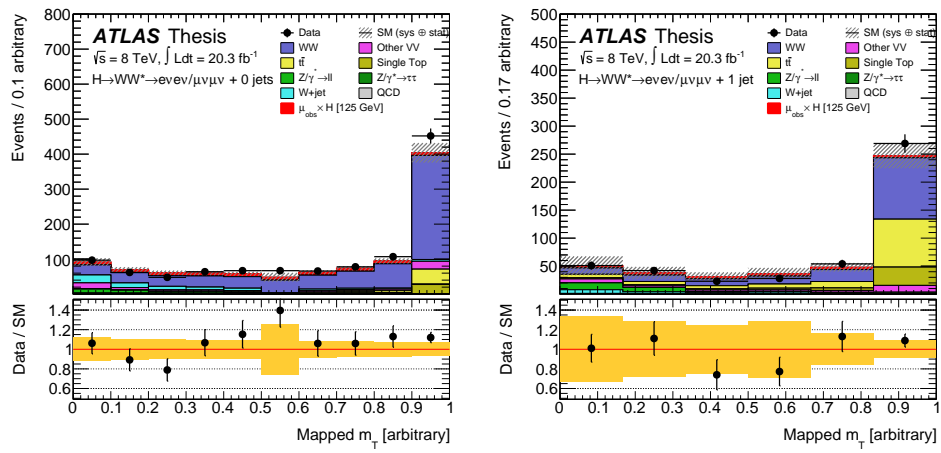 ATLAS Thesis
√s = 8 TeV, ∫ Ldt = 20.3 fb⁻¹
H→WW*→eνeν/μνμν + 0 jets
Data
SM (sys ⊕ stat)
WW
Other VV
tt̄
Single Top
Z/γ*→ll
Z/γ*→ττ
W+jet
QCD
μobs × H [125 GeV]
Events / 0.1 arbitrary
800
700
600
500
400
300
200
100
Data / SM
1.4
1.2
1
0.8
0.6
0 0.1 0.2 0.3 0.4 0.5 0.6 0.7 0.8 0.9 1
Mapped mT [arbitrary]
ATLAS Thesis
√s = 8 TeV, ∫ Ldt = 20.3 fb⁻¹
H→WW*→eνeν/μνμν + 1 jet
Data
SM (sys ⊕ stat)
WW
Other VV
tt̄
Single Top
Z/γ*→ll
Z/γ*→ττ
W+jet
QCD
μobs × H [125 GeV]
Events / 0.17 arbitrary
500
450
400
350
300
250
200
150
100
50
Data / SM
1.4
1.2
1
0.8
0.6
0 0.1 0.2 0.3 0.4 0.5 0.6 0.7 0.8 0.9 1
Mapped mT [arbitrary]